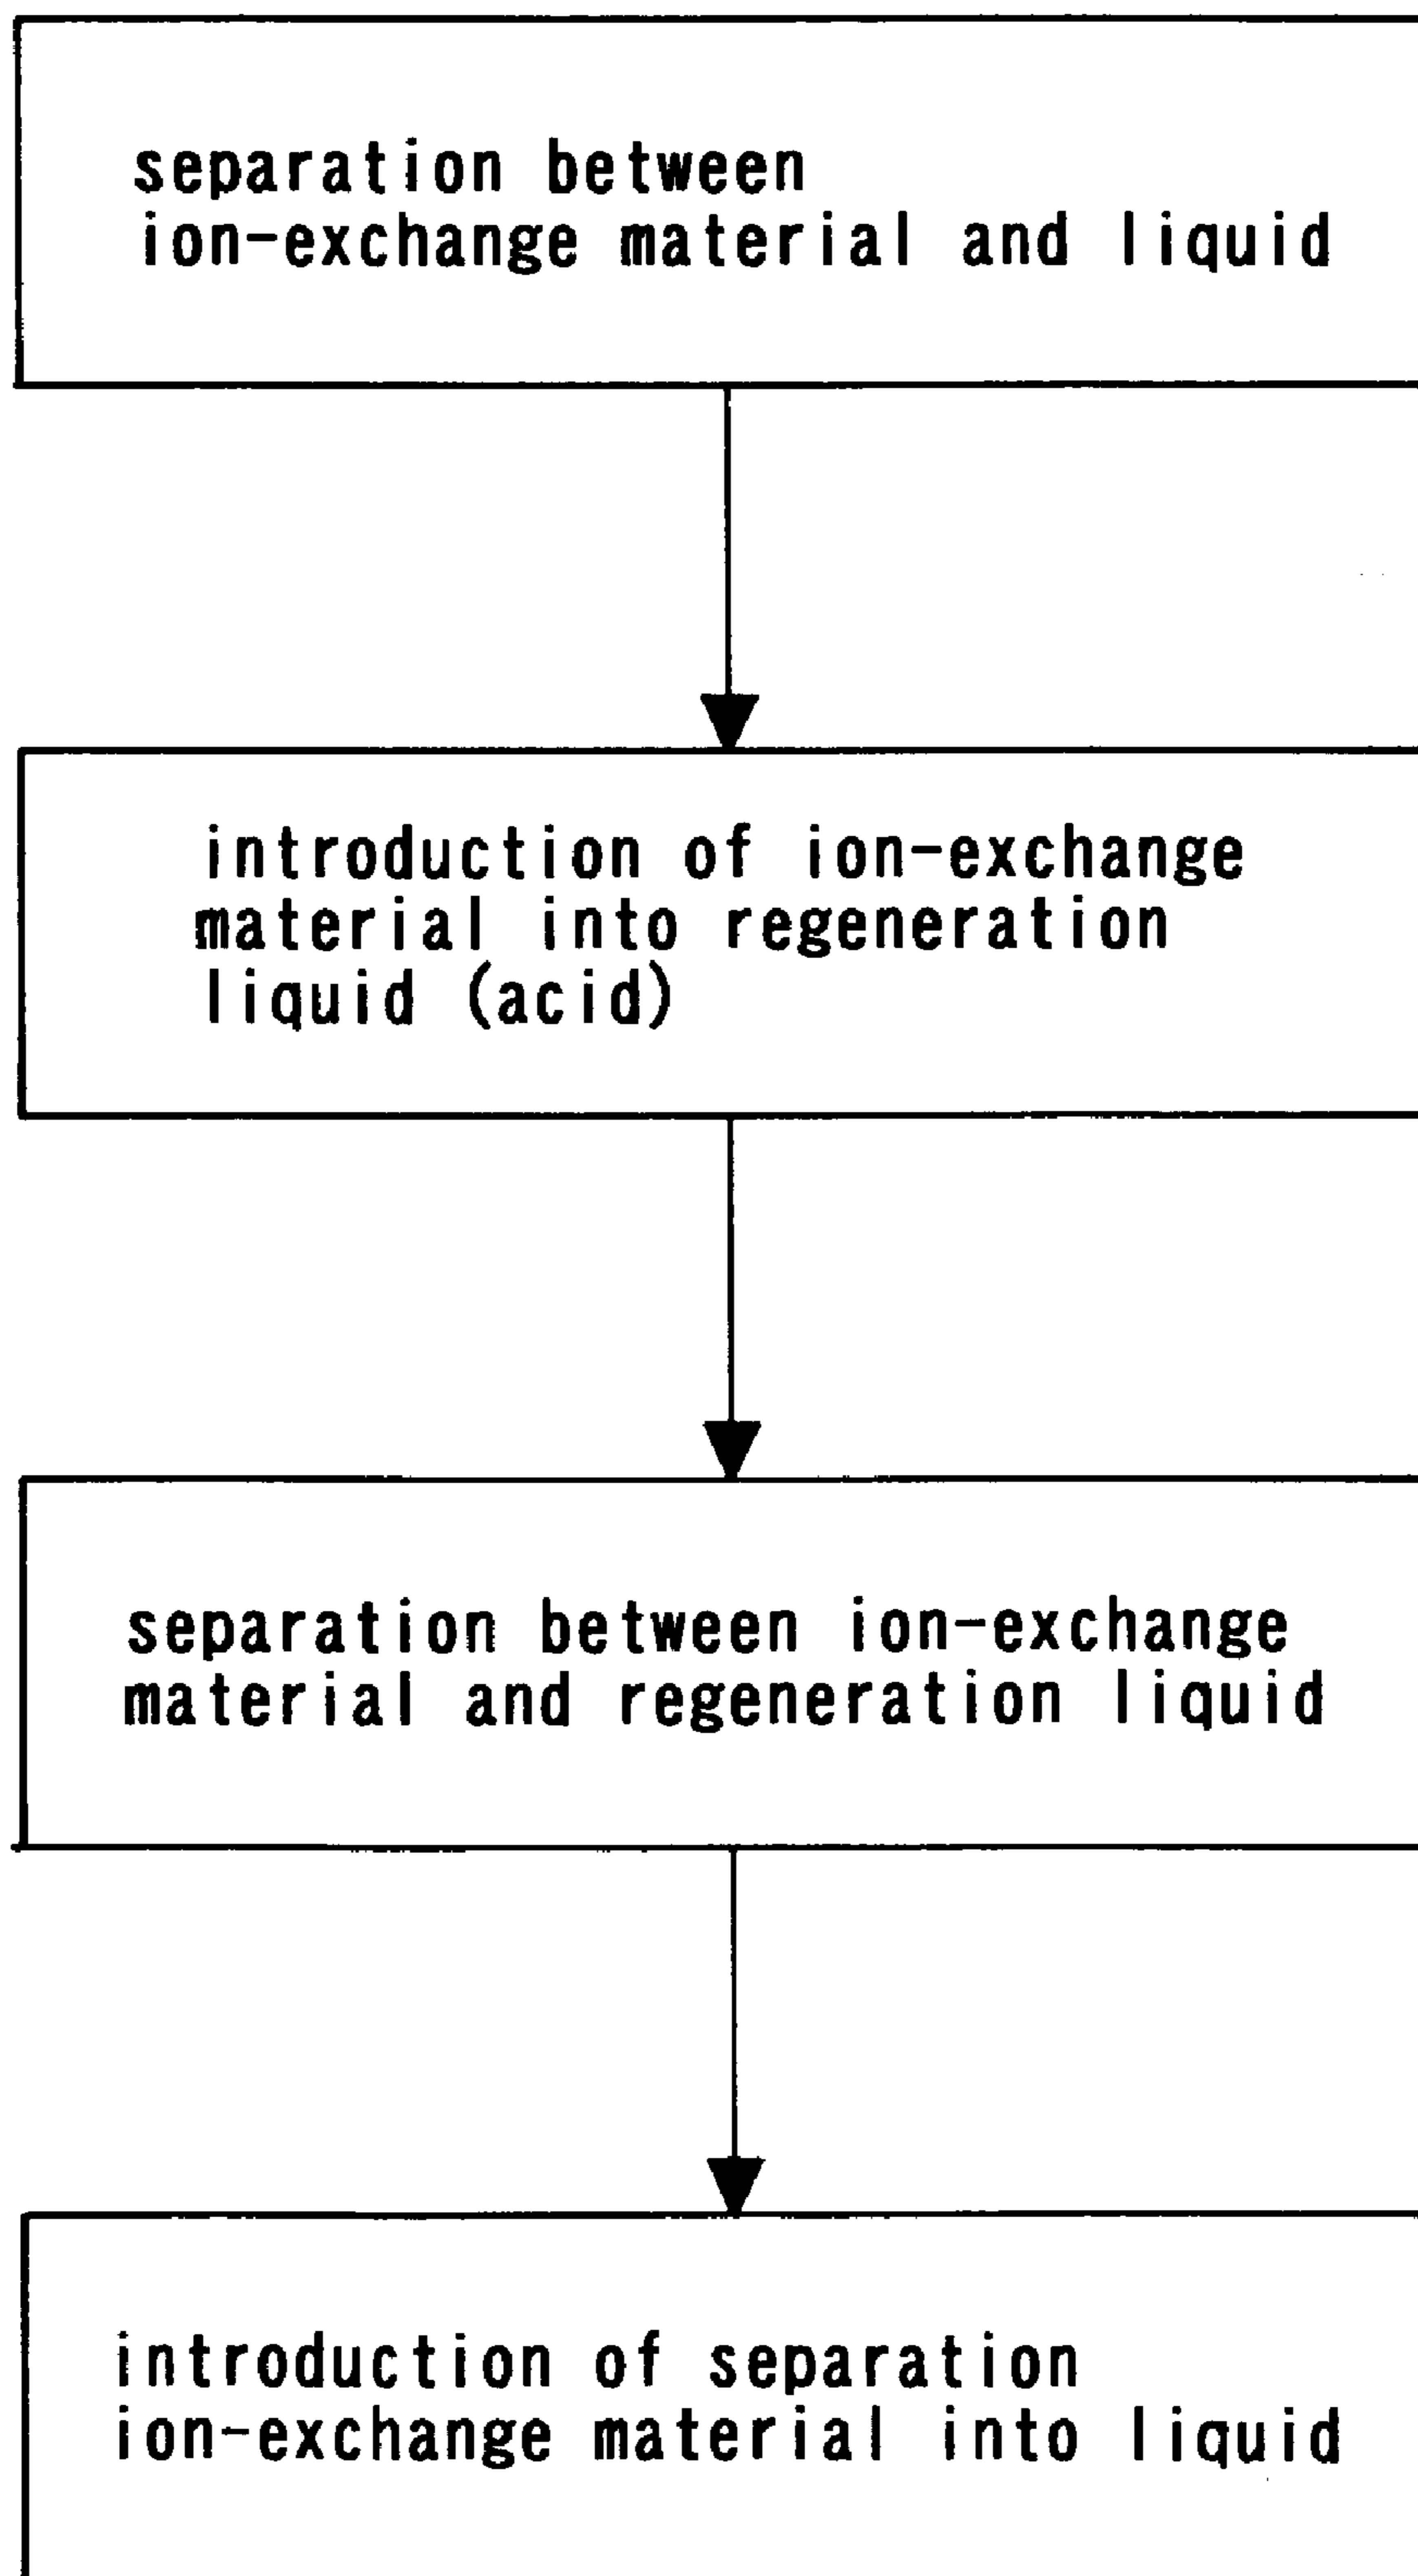 separation between
ion-exchange material and liquid
introduction of ion-exchange
material into regeneration
liquid (acid)
separation between ion-exchange
material and regeneration liquid
introduction of separation
ion-exchange material into liquid